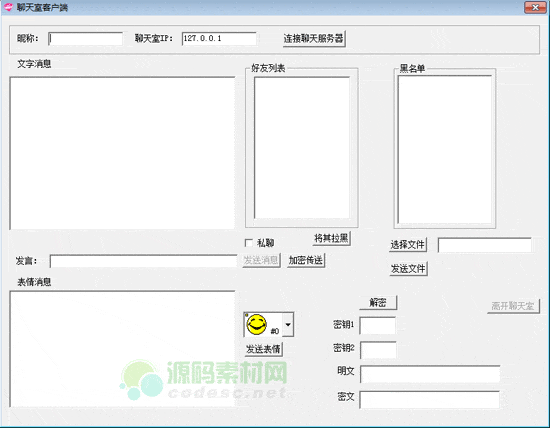 聊天室客户端
昵称: 聊天室IP: 127.0.0.1 连接聊天服务器
文字消息 好友列表 黑名单
私聊 将其拉黑 选择文件
发言: 发送消息 加密传送 发送文件
表情消息
解密 离开聊天室
#0 密钥1
发送表情 密钥2
源码素材网 明文
codesc.net 密文